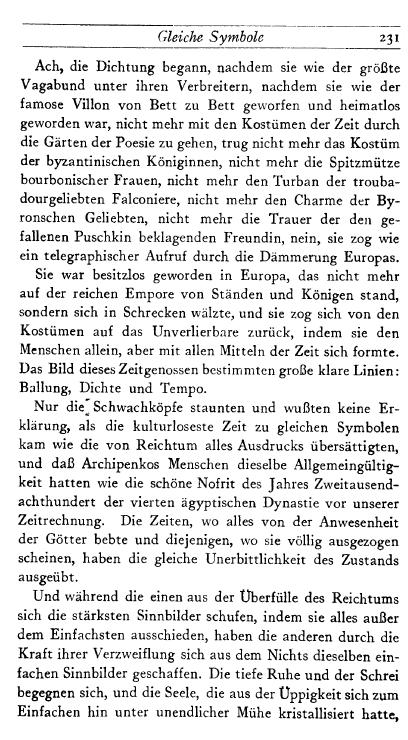 Gleiche Symbole 231
Ach, die Dichtung begann, nachdem sie wie der größte
Vagabund unter ihren Verbreitern, nachdem sie wie der
famose Villon von Bett zu Bett geworfen und heimatlos
geworden war, nicht mehr mit den Kostümen der Zeit durch
die Gärten der Poesie zu gehen, trug nicht mehr das Kostüm
der byzantinischen Königinnen, nicht mehr die Spitzmütze
bourbonischer Frauen, nicht mehr den Turban der trouba-
dourgeliebten Falconiere, nicht mehr den Charme der By-
ronschen Geliebten, nicht mehr die Trauer der den ge-
fallenen Puschkin beklagenden Freundin, nein, sie zog wie
ein telegraphischer Aufruf durch die Dämmerung Europas.
Sie war besitzlos geworden in Europa, das nicht mehr
auf der reichen Empore von Ständen und Königen stand,
sondern sich in Schrecken wälzte, und sie zog sich von den
Kostümen auf das Unverlierbare zurück, indem sie den
Menschen allein, aber mit allen Mitteln der Zeit sich formte.
Das Bild dieses Zeitgenossen bestimmten große klare Linien:
Ballung, Dichte und Tempo.
Nur die Schwachköpfe staunten und wußten keine Er-
klärung, als die kulturloseste Zeit zu gleichen Symbolen
kam wie die von Reichtum alles Ausdrucks übersättigten,
und daß Archipenkos Menschen dieselbe Allgemeingültig-
keit hatten wie die schöne Nofrit des Jahres Zweitausend-
achthundert der vierten ägyptischen Dynastie vor unserer
Zeitrechnung. Die Zeiten, wo alles von der Anwesenheit
der Götter bebte und diejenigen, wo sie völlig ausgezogen
scheinen, haben die gleiche Unerbittlichkeit des Zustands
ausgeübt.
Und während die einen aus der Überfülle des Reichtums
sich die stärksten Sinnbilder schufen, indem sie alles außer
dem Einfachsten ausschieden, haben die anderen durch die
Kraft ihrer Verzweiflung sich aus dem Nichts dieselben ein-
fachen Sinnbilder geschaffen. Die tiefe Ruhe und der Schrei
begegnen sich, und die Seele, die aus der Üppigkeit sich zum
Einfachen hin unter unendlicher Mühe kristallisiert hatte,